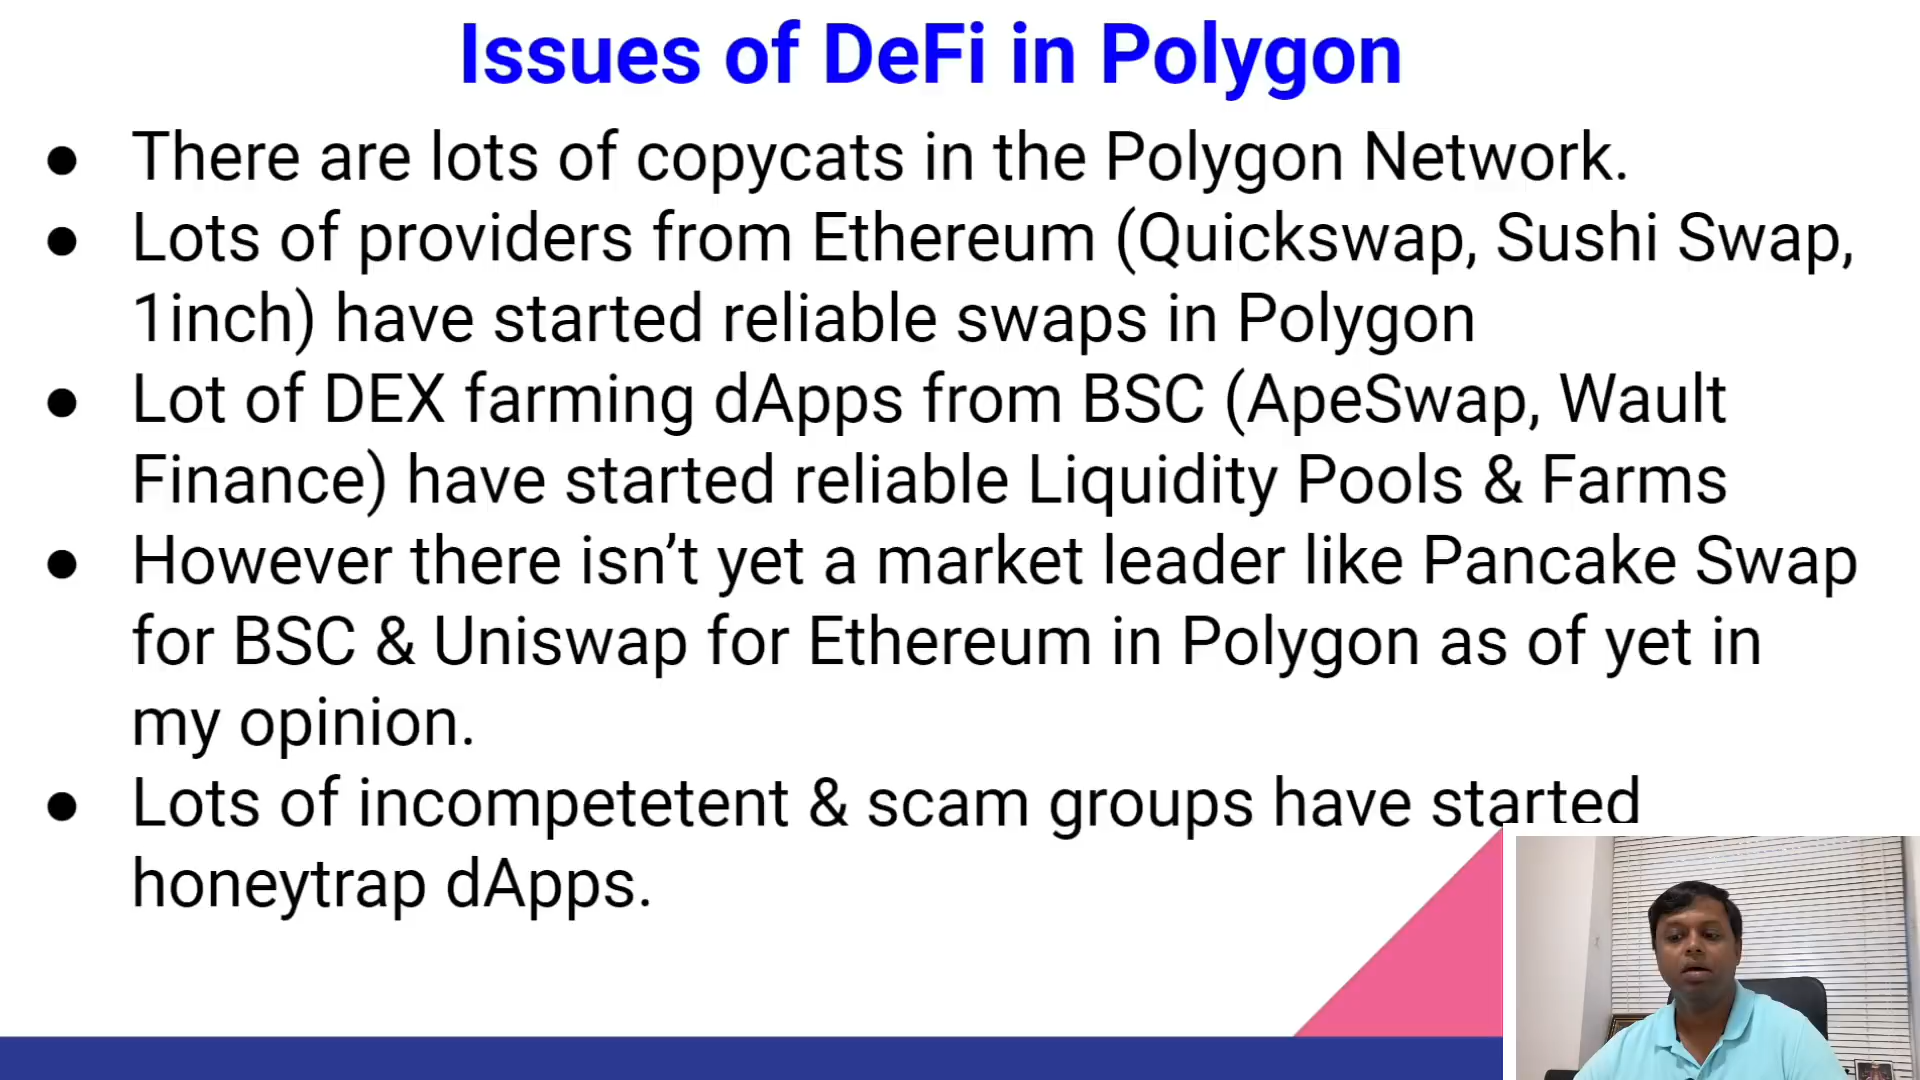 Issues of DeFi in Polygon
● There are lots of copycats in the Polygon Network.
● Lots of providers from Ethereum (Quickswap, Sushi Swap,
1inch) have started reliable swaps in Polygon
● Lot of DEX farming dApps from BSC (ApeSwap, Wault
Finance) have started reliable Liquidity Pools & Farms
● However there isn’t yet a market leader like Pancake Swap
for BSC & Uniswap for Ethereum in Polygon as of yet in
my opinion.
● Lots of incompetetent & scam groups have started
honeytrap dApps.